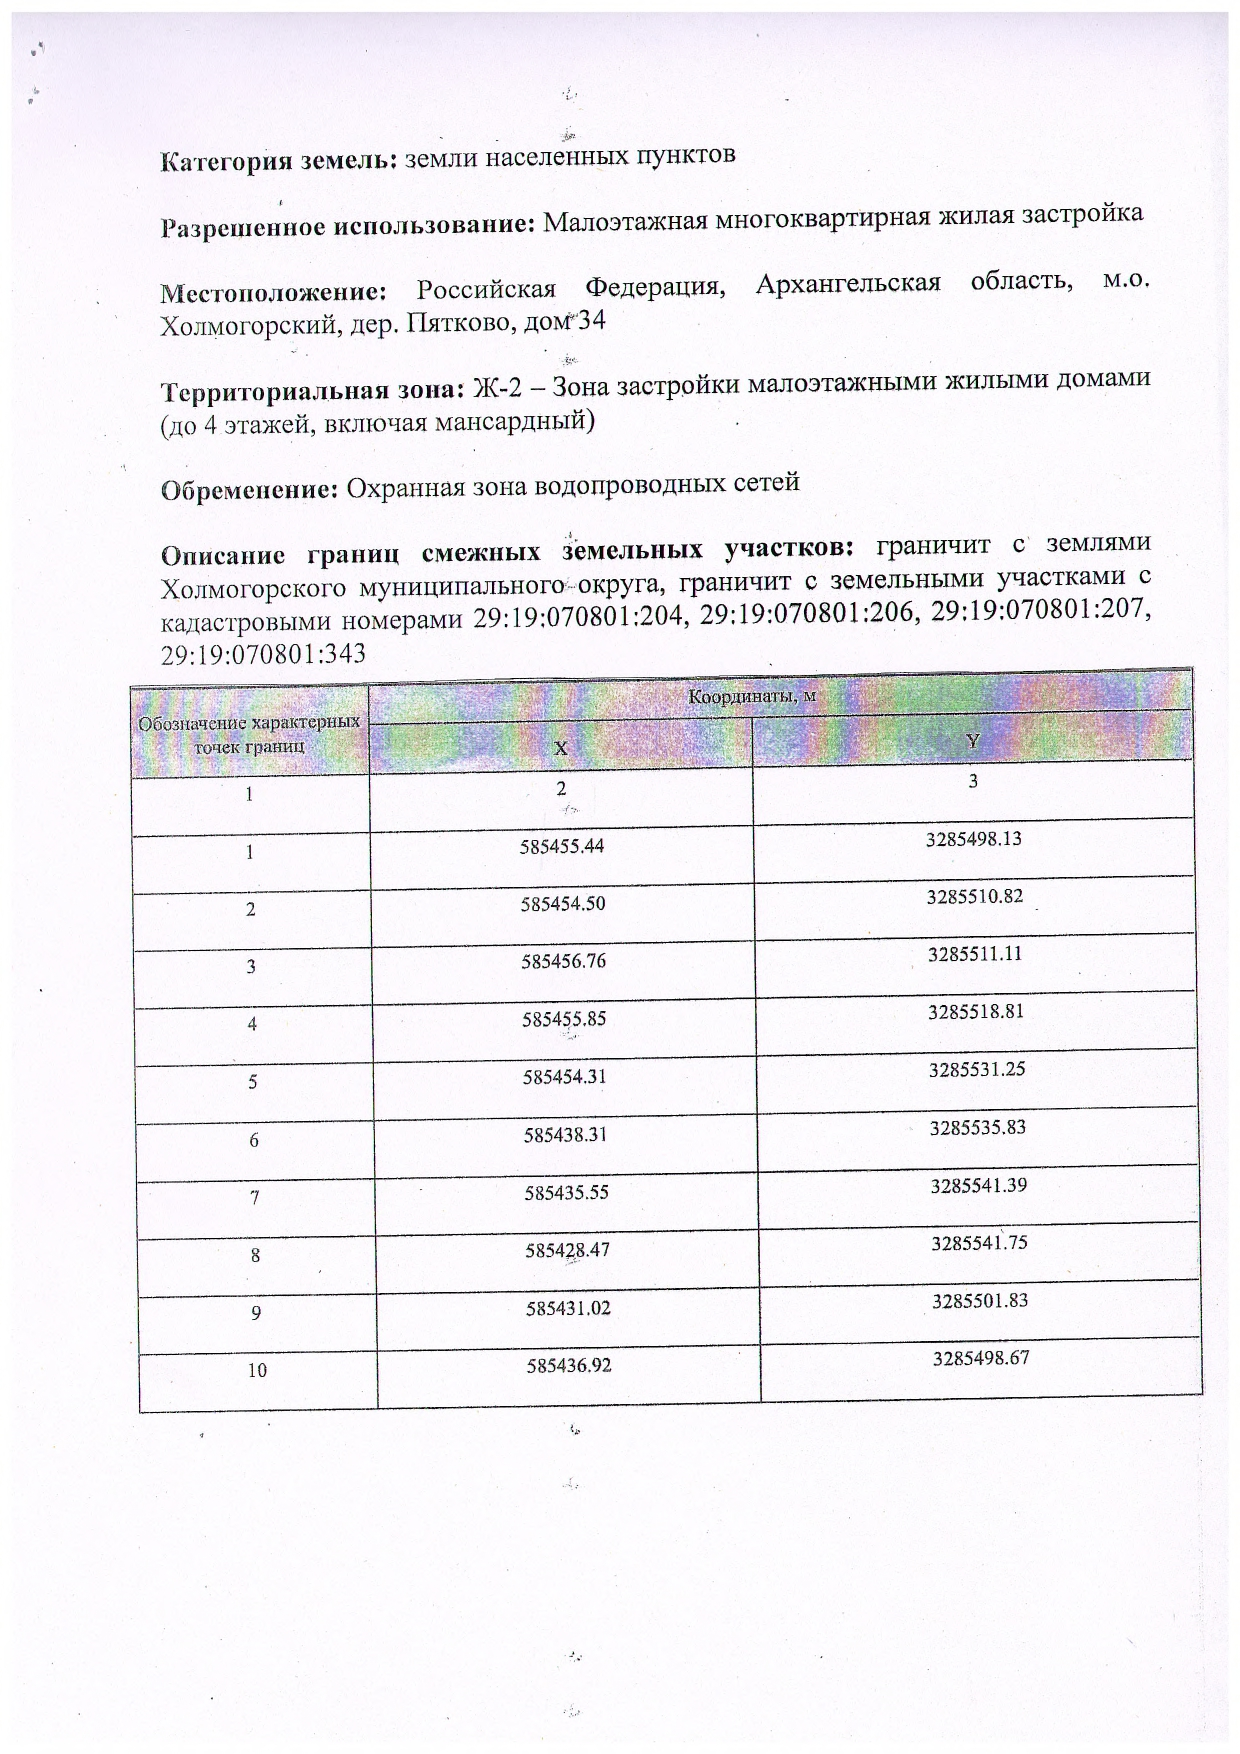 Категория земель: земли населенных пунктов
Разрешенное использование: Малоэтажная многоквартирная жилая застройка
Местоположение: Российская Федерация, Архангельская область, м.о.
Холмогорский, дер. Пятково, дом 34
Территориальная зона: Ж-2 – Зона застройки малоэтажными жилыми домами
(до 4 этажей, включая мансардный)
Обременение: Охранная зона водопроводных сетей
Описание границ смежных земельных участков: граничит с землями
Холмогорского муниципального округа, граничит с земельными участками с
кадастровыми номерами 29:19:070801:204, 29:19:070801:206, 29:19:070801:207,
29:19:070801:343
Обозначение характерных точек границ Координаты, м
X Y
1 2 3
1 585455.44 3285498.13
2 585454.50 3285510.82
3 585456.76 3285511.11
4 585455.85 3285518.81
5 585454.31 3285531.25
6 585438.31 3285535.83
7 585435.55 3285541.39
8 585428.47 3285541.75
9 585431.02 3285501.83
10 585436.92 3285498.67